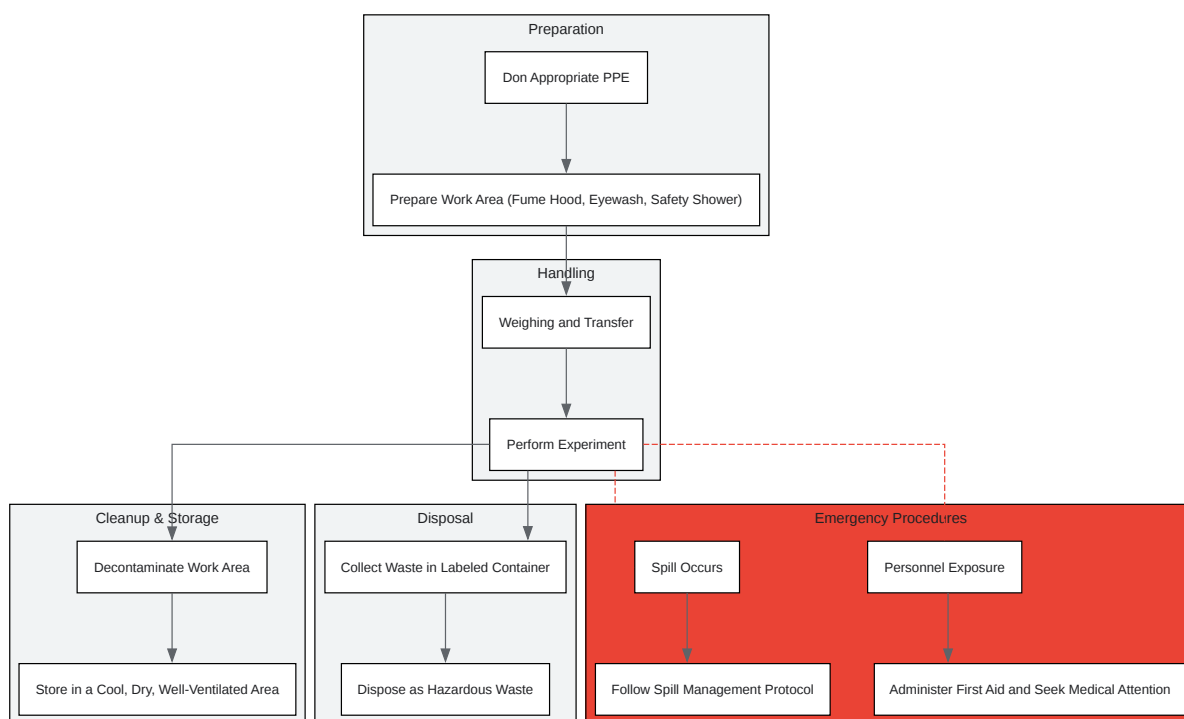 Preparation
Don Appropriate PPE
Prepare Work Area (Fume Hood, Eyewash, Safety Shower)
Handling
Weighing and Transfer
Perform Experiment
Cleanup & Storage
Decontaminate Work Area
Store in a Cool, Dry, Well-Ventilated Area
Disposal
Collect Waste in Labeled Container
Dispose as Hazardous Waste
Emergency Procedures
Spill Occurs
Personnel Exposure
Follow Spill Management Protocol
Administer First Aid and Seek Medical Attention